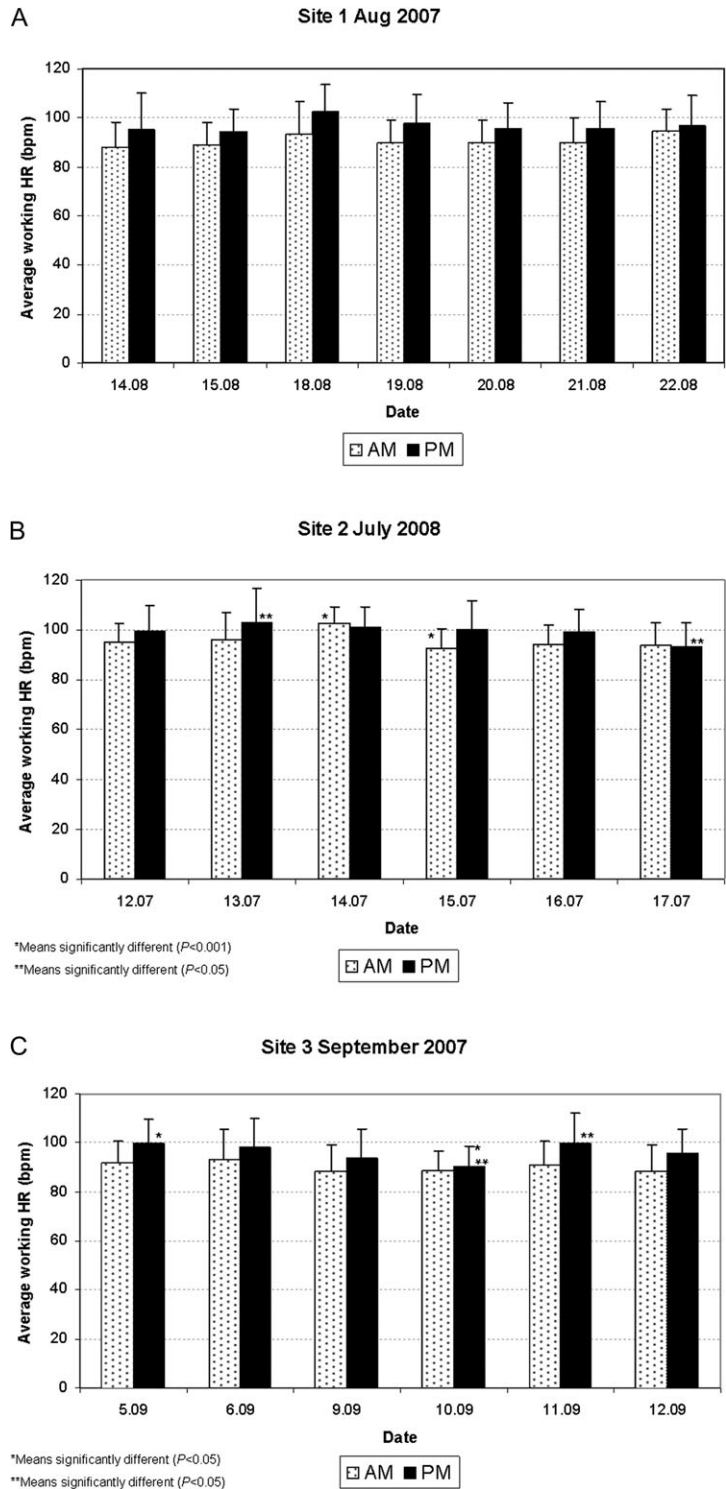 A
Site 1 Aug 2007
Average working HR (bpm)
120
100
80
60
40
20
0
14.08 15.08 18.08 19.08 20.08 21.08 22.08
Date
AM PM
B
Site 2 July 2008
Average working HR (bpm)
120
100
80
60
40
20
0
** * * **
12.07 13.07 14.07 15.07 16.07 17.07
Date
*Means significantly different (P<0.001)
**Means significantly different (P<0.05)
AM PM
C
Site 3 September 2007
Average working HR (bpm)
120
100
80
60
40
20
0
* * **
**
5.09 6.09 9.09 10.09 11.09 12.09
Date
*Means significantly different (P<0.05)
**Means significantly different (P<0.05)
AM PM